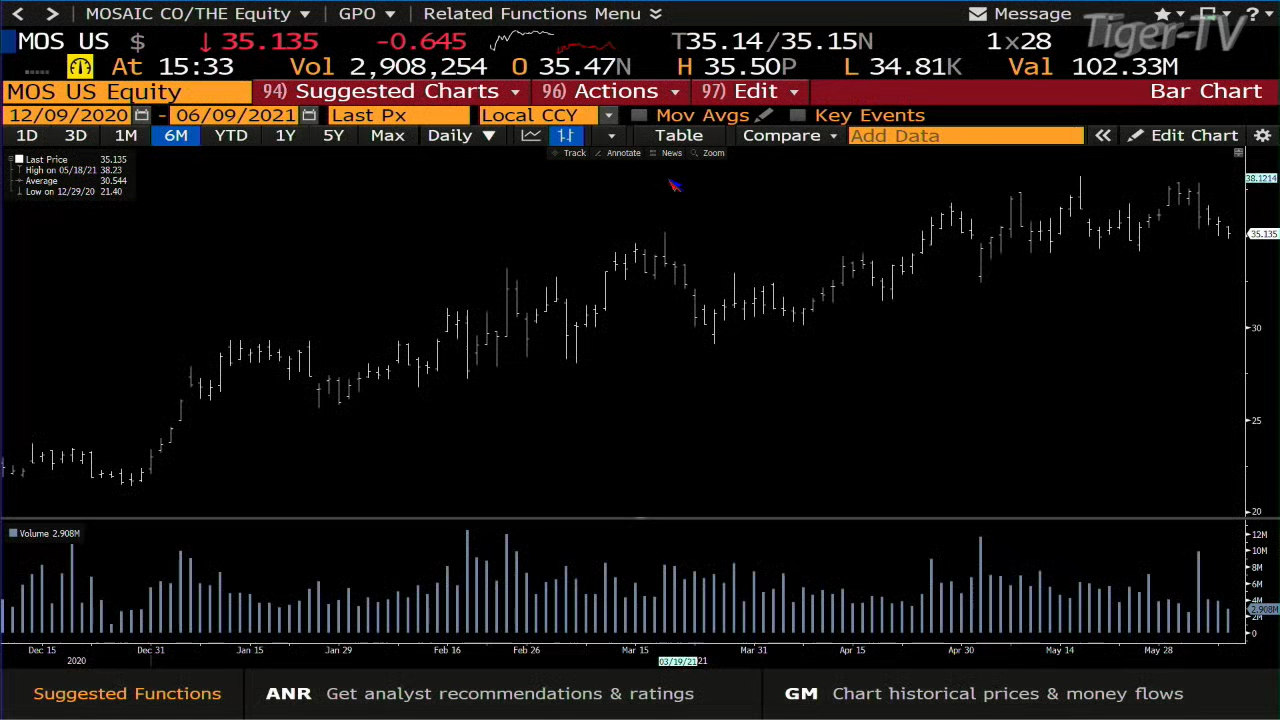 < > MOSAIC CO/THE Equity GPO Related Functions Menu Message ?
Tiger-TV
MOS US $ ↓ 35.135 -0.645 T35.14/35.15N 1x28
At 15:33 Vol 2,908,254 O 35.47N H 35.50P L 34.81K Val 102.33M
MOS US Equity 94) Suggested Charts 96) Actions 97) Edit Bar Chart
12/09/2020 - 06/09/2021 Last Px Local CCY Mov Avgs Key Events
1D 3D 1M 6M YTD 1Y 5Y Max Daily ▼ Table Compare Add Data « Edit Chart
Track Annotate News Zoom
Last Price 35.135
High on 05/18/21 38.23
Average 30.544
Low on 12/29/20 21.40
38.1214
35.135
30
25
20
Volume 2.908M
12M
10M
8M
6M
4M
2.908M
2M
0
Dec 15 Dec 31 Jan 15 Jan 29 Feb 16 Feb 26 Mar 15 Mar 31 Apr 15 Apr 30 May 14 May 28
2020 03/19/21 21
Suggested Functions ANR Get analyst recommendations & ratings GM Chart historical prices & money flows